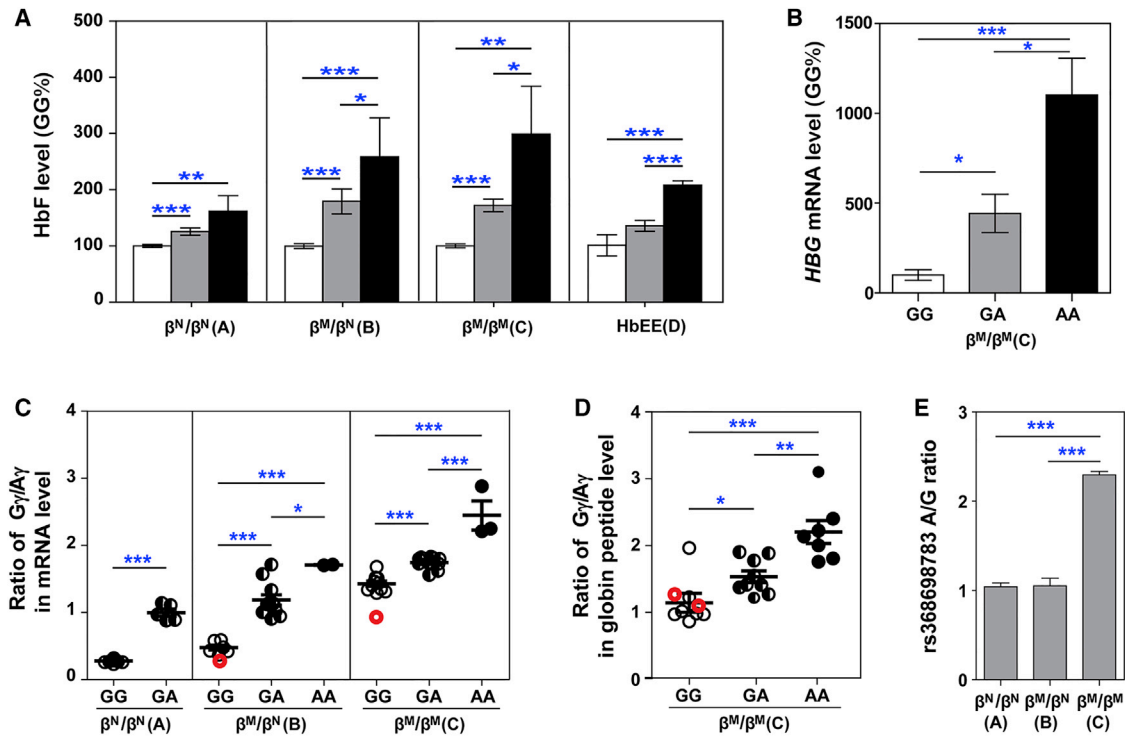 A
HbF level (GG%)
500
400
300
200
100
0
***
**
***
***
*
***
**
*
***
***
βᴺ/βᴺ(A)
βᴹ/βᴺ(B)
βᴹ/βᴹ(C)
HbEE(D)
B
HBG mRNA level (GG%)
1500
1000
500
0
***
*
*
GG GA AA
βᴹ/βᴹ(C)
C
Ratio of Gγ/Aγ
in mRNA level
4
3
2
1
0
***
***
***
*
***
***
***
GG GA GG GA AA GG GA AA
βᴺ/βᴺ(A) βᴹ/βᴺ(B) βᴹ/βᴹ(C)
D
Ratio of Gγ/Aγ
in globin peptide level
4
3
2
1
0
***
**
*
GG GA AA
βᴹ/βᴹ(C)
E
rs368698783 A/G ratio
3
2
1
0
***
***
βᴺ/βᴺ βᴹ/βᴺ βᴹ/βᴹ
(A) (B) (C)